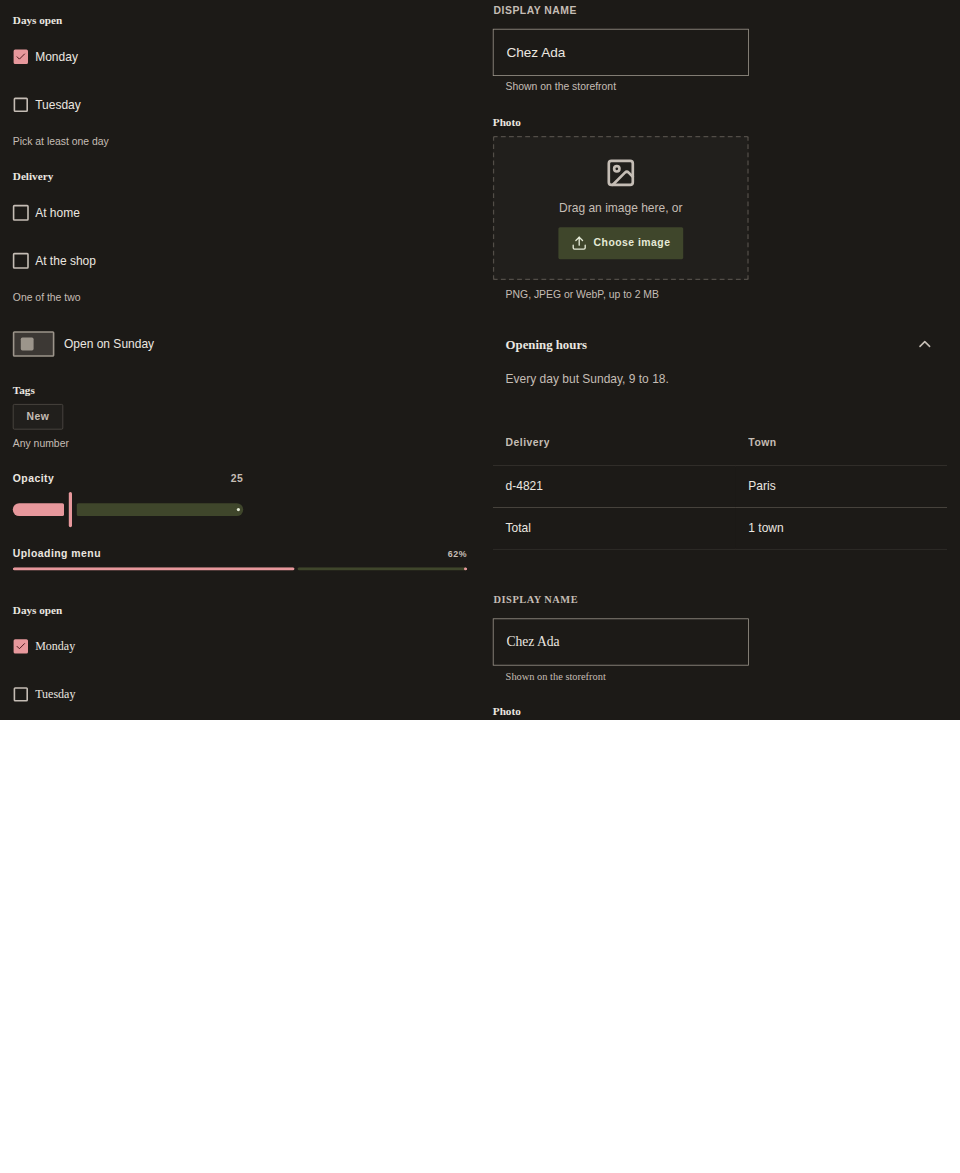 Days open
Monday
Tuesday
Pick at least one day
Delivery
At home
At the shop
One of the two
Open on Sunday
Tags
New
Any number
Opacity 25
Uploading menu 62%
Days open
Monday
Tuesday
DISPLAY NAME
Chez Ada
Shown on the storefront
Photo
Drag an image here, or
Choose image
PNG, JPEG or WebP, up to 2 MB
Opening hours
Every day but Sunday, 9 to 18.
Delivery Town
d-4821 Paris
Total 1 town
DISPLAY NAME
Chez Ada
Shown on the storefront
Photo